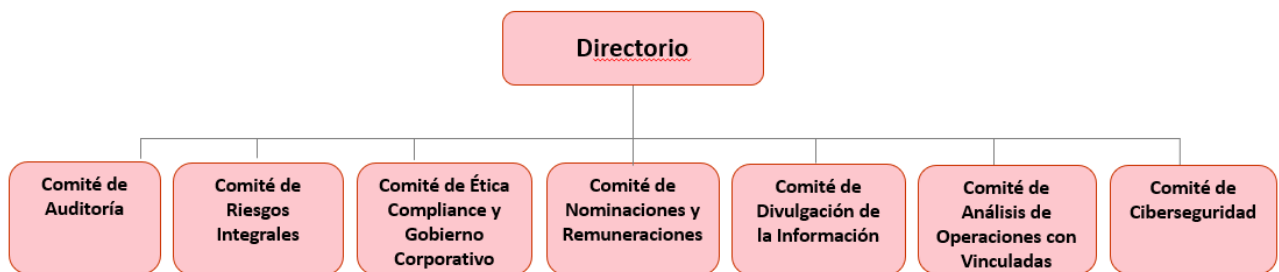 Directorio
Comité de
Auditoría
Comité de
Riesgos
Integrales
Comité de Ética
Compliance y
Gobierno
Corporativo
Comité de
Nominaciones y
Remuneraciones
Comité de
Divulgación de
la Información
Comité de
Análisis de
Operaciones con
Vinculadas
Comité de
Ciberseguridad